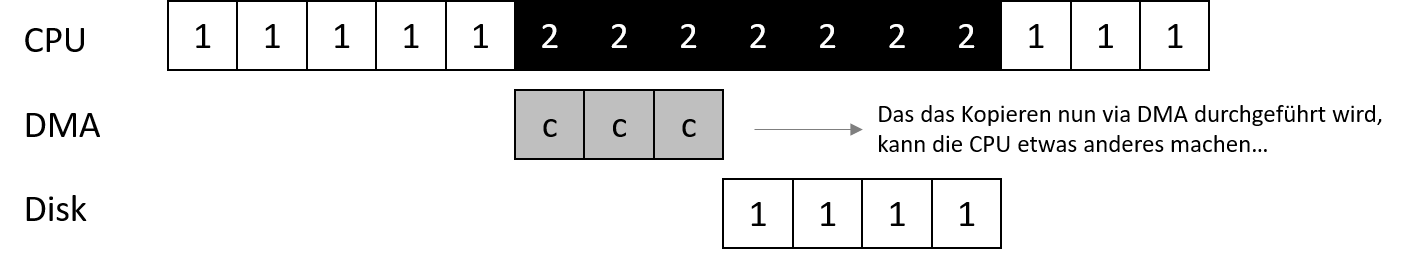 CPU 1 1 1 1 1 2 2 2 2 2 2 2 1 1 1
DMA c c c
Das das Kopieren nun via DMA durchgeführt wird,
kann die CPU etwas anderes machen…
Disk 1 1 1 1